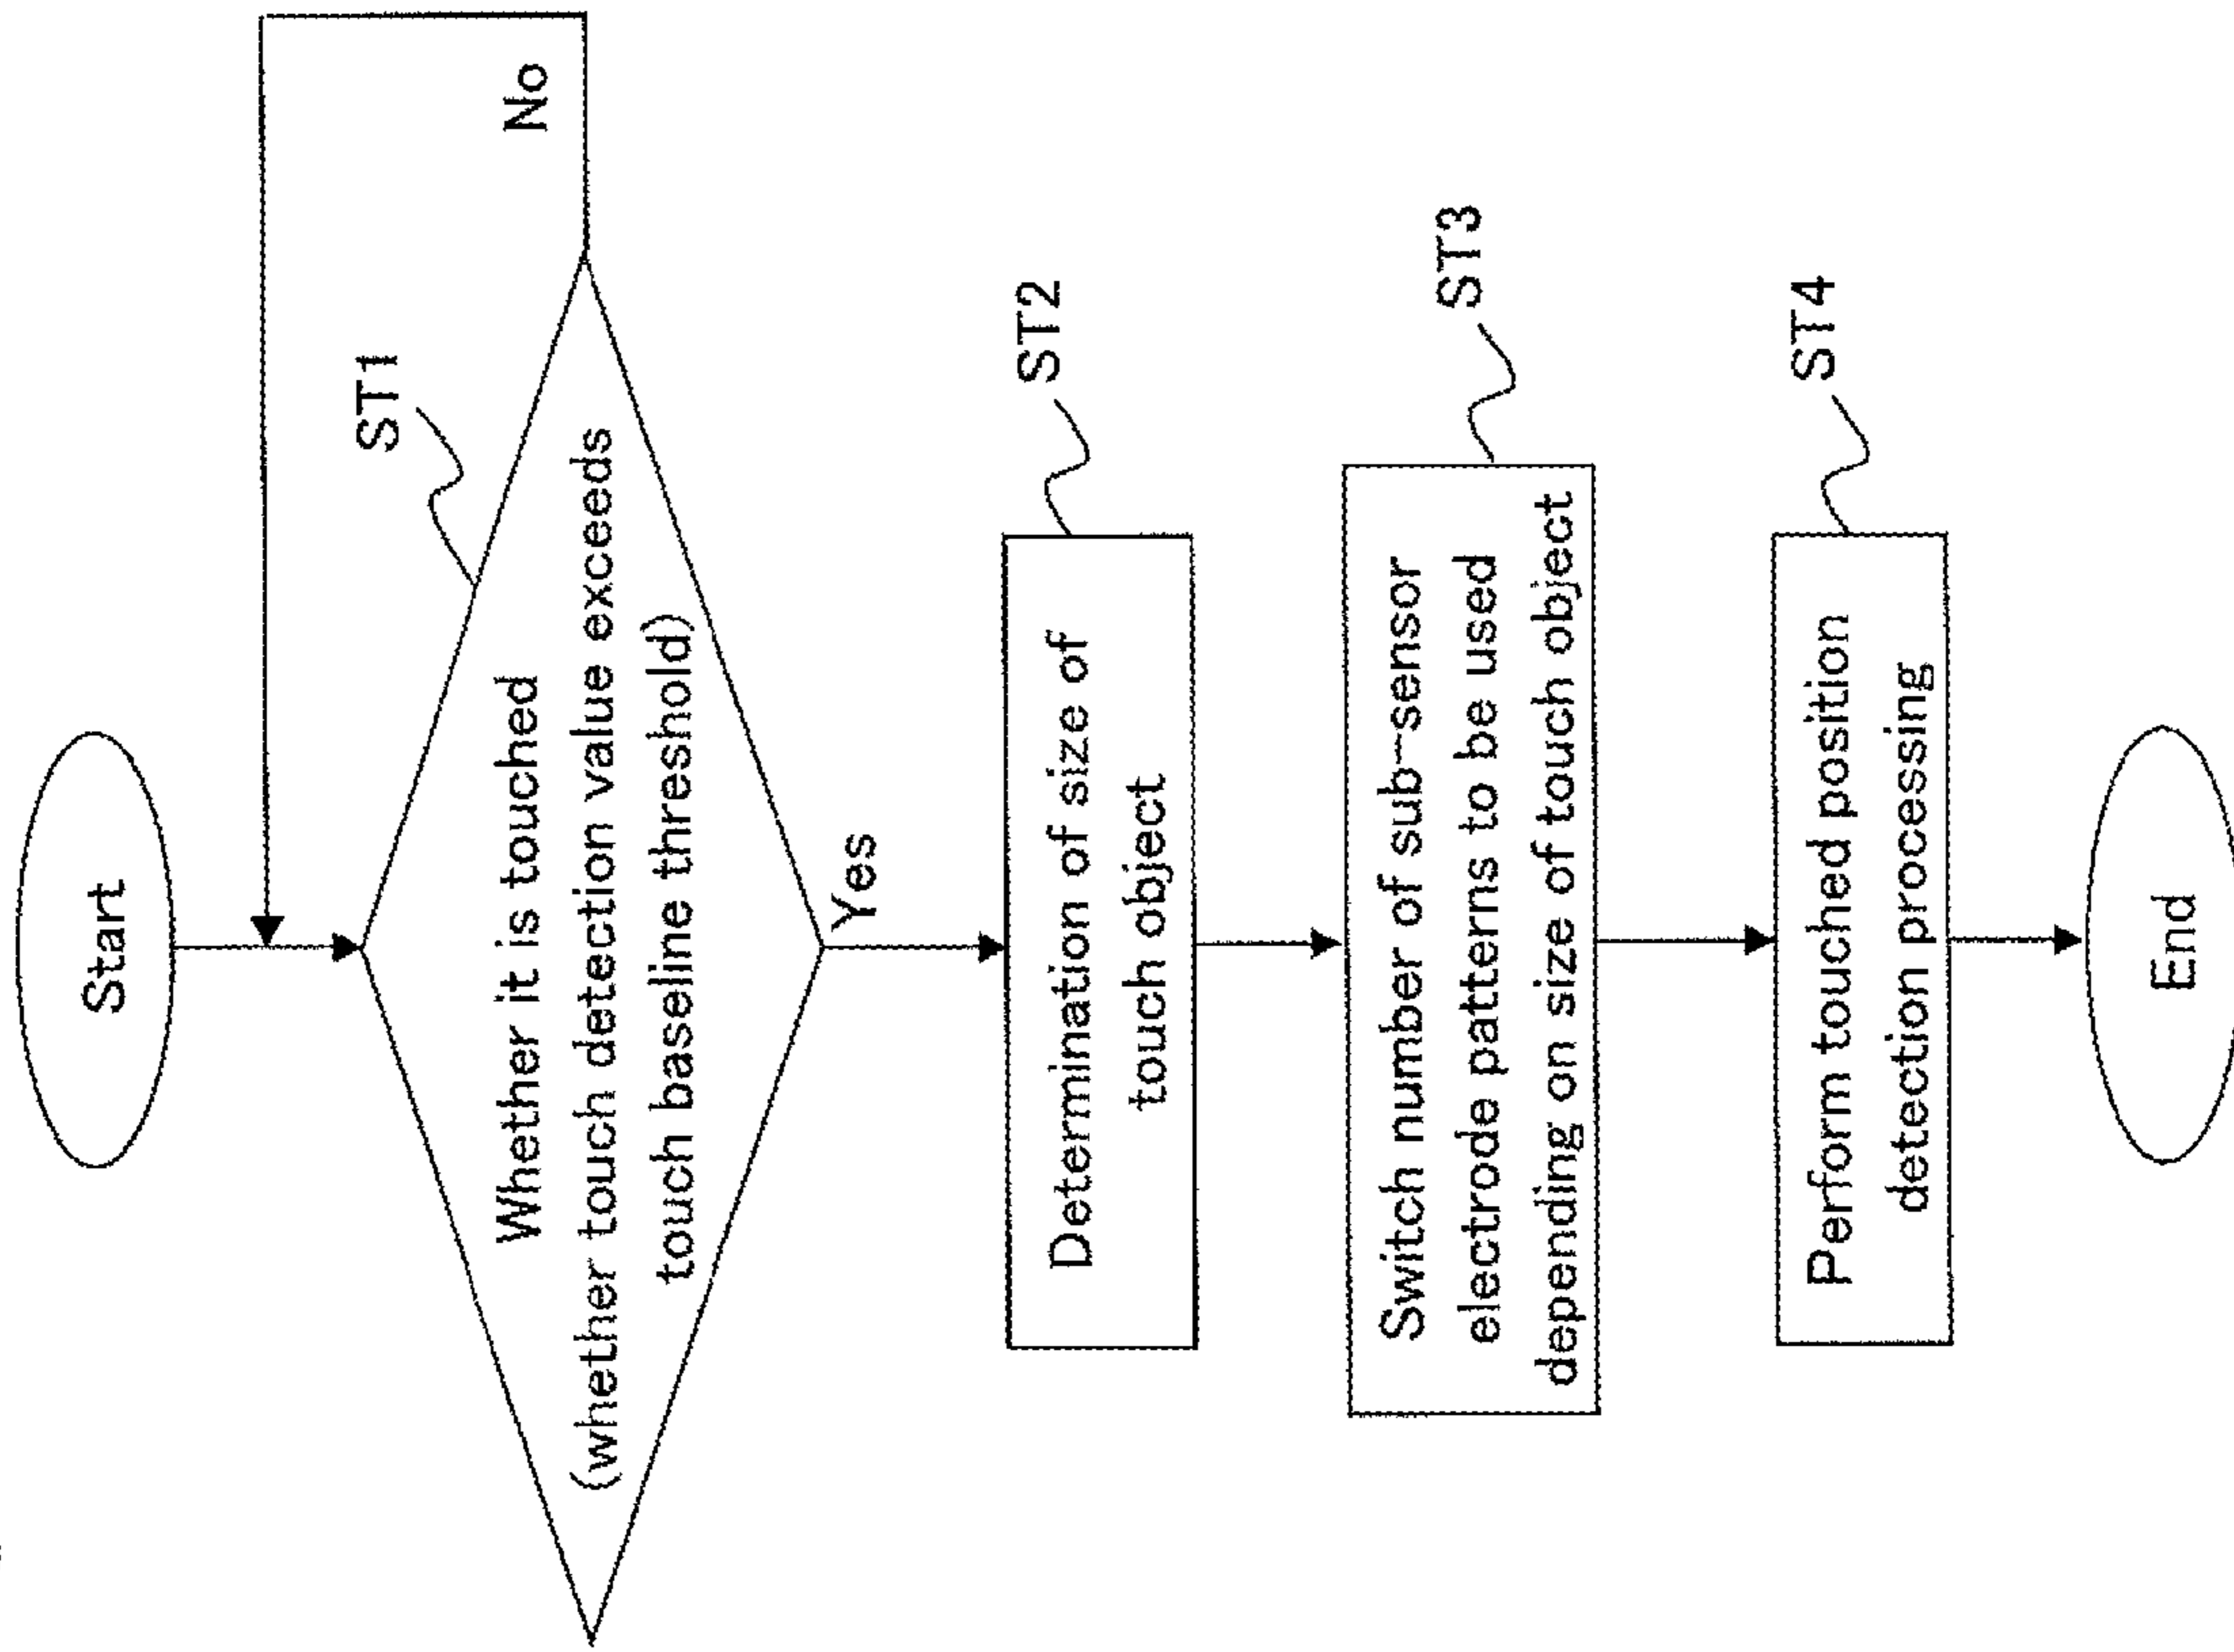 Start
No
ST1
Whether it is touched
(whether touch detection value exceeds
touch baseline threshold)
Yes
ST2
Determination of size of
touch object
ST3
Switch number of sub-sensor
electrode patterns to be used
depending on size of touch object
ST4
Perform touched position
detection processing
End